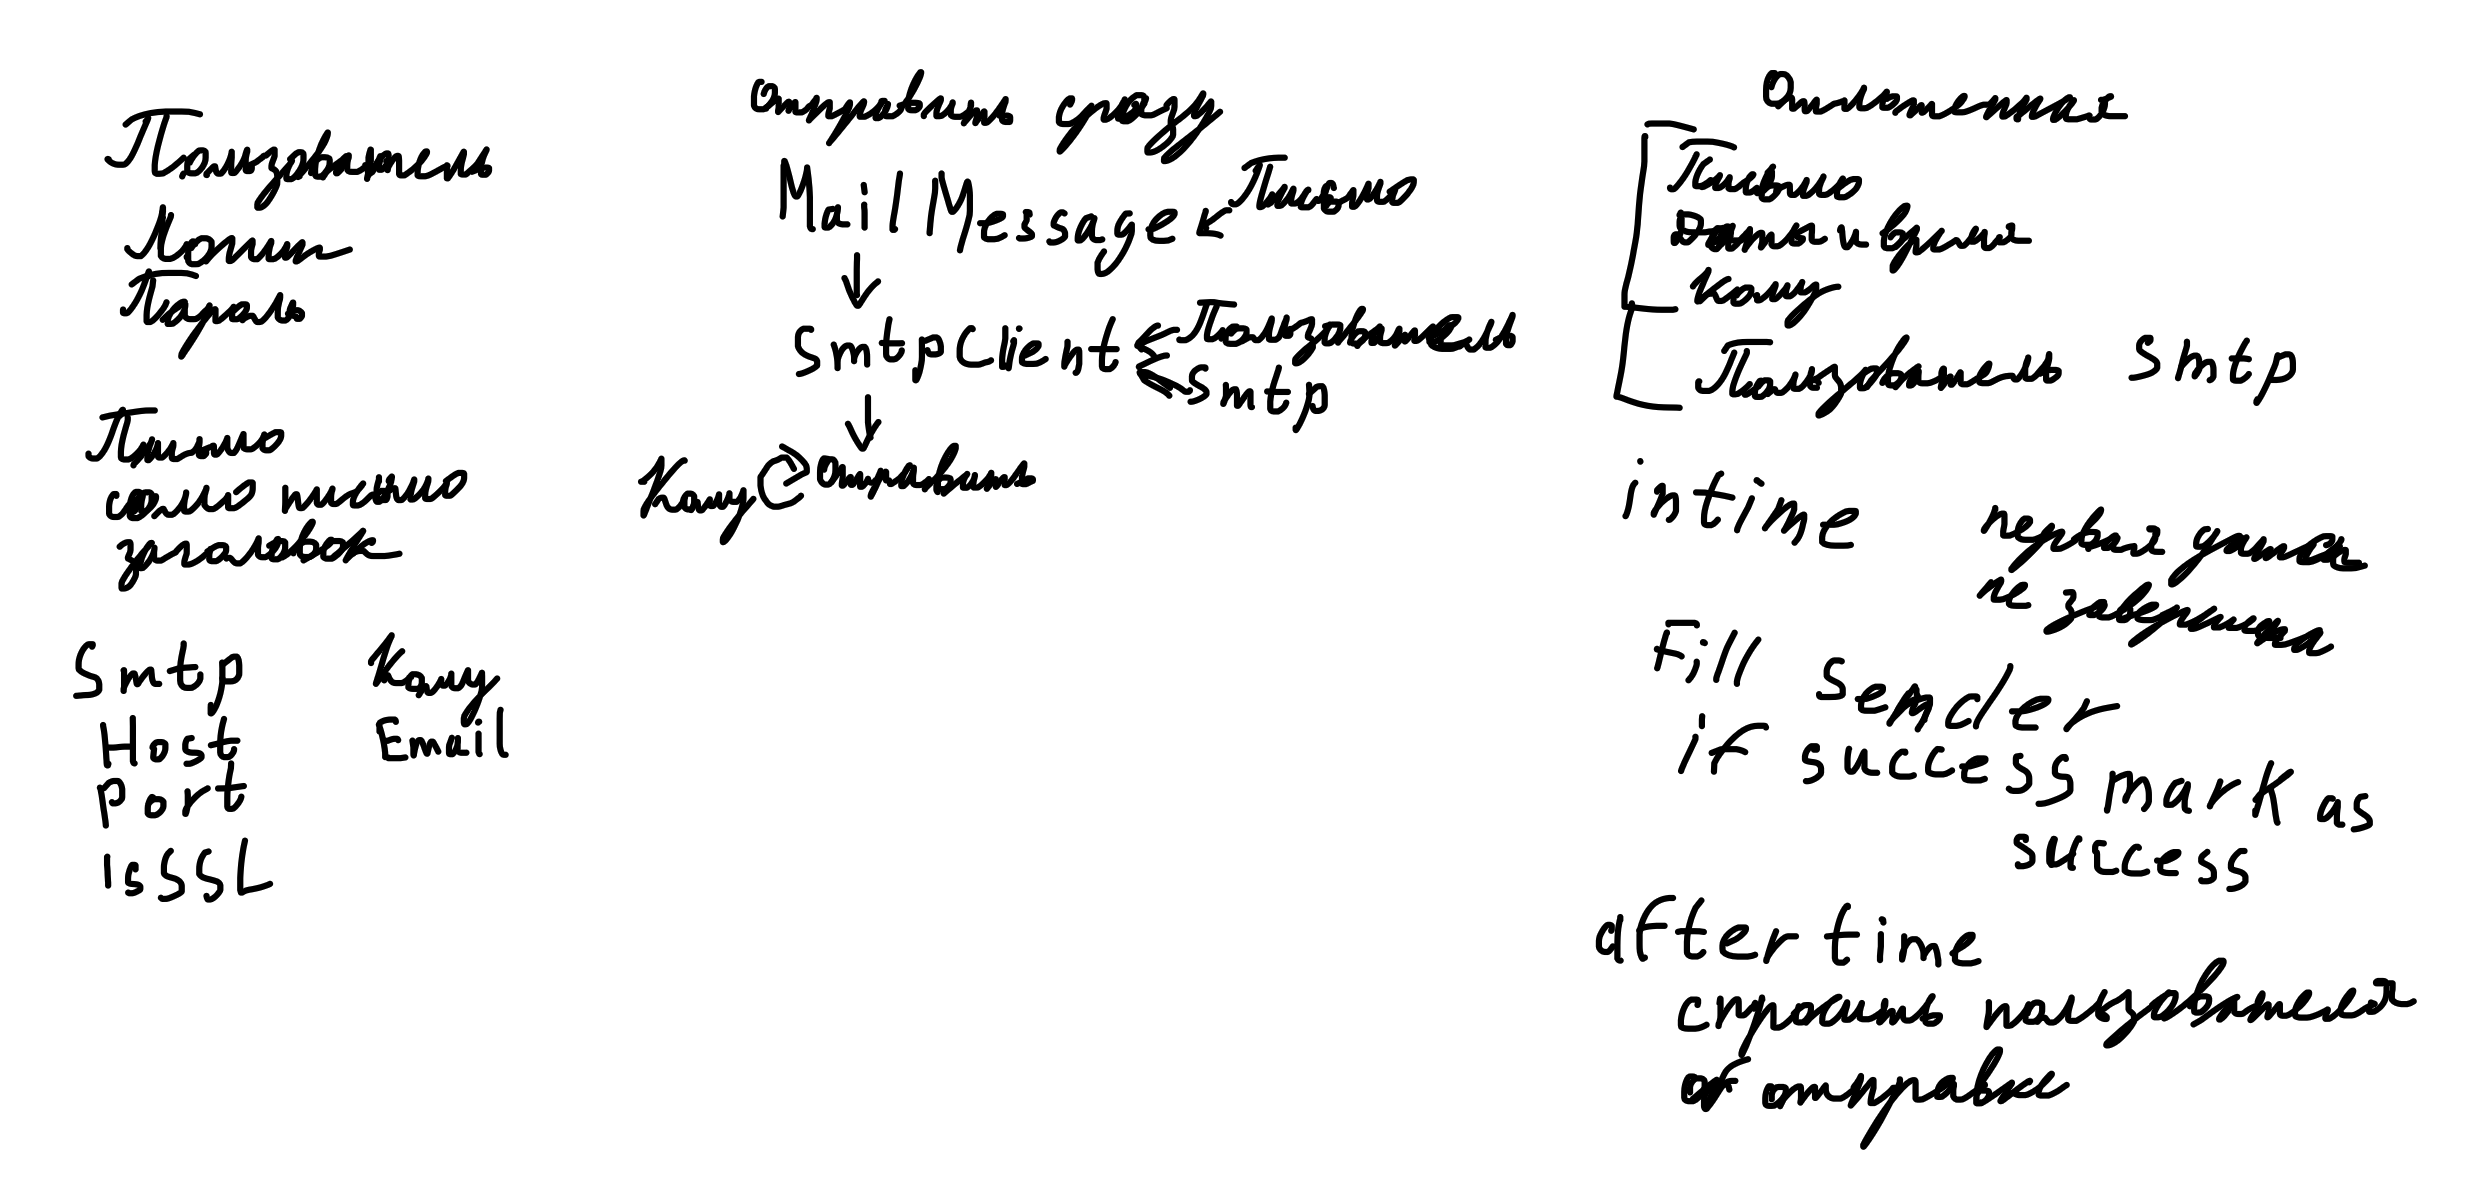 Пользователь
Логин
Пароль
Письмо
само письмо
заголовок
Smtp
Host
Port
isSSL
Кому
Email
Отправить сразу
Mail Message
Письмо
SmtpClient
Пользователь
Smtp
Кому
Отправить
Отложенная
Письмо
Дата и время
Кому
Пользователь Smtp
intime
первая дата
не завершена
Fill Sender
if success mark as
success
after time
спросить пользователя
об отправке